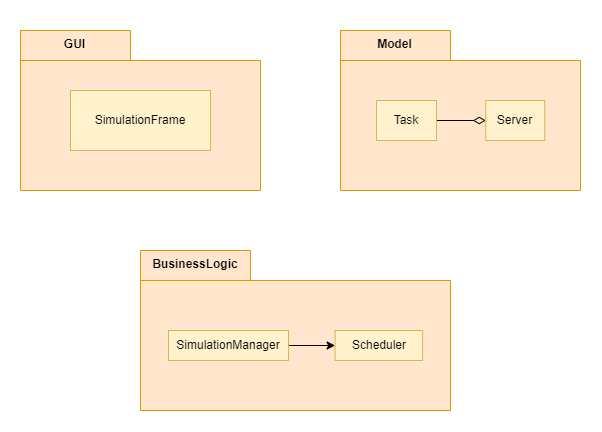 GUI
SimulationFrame
Model
Task
Server
BusinessLogic
SimulationManager
Scheduler